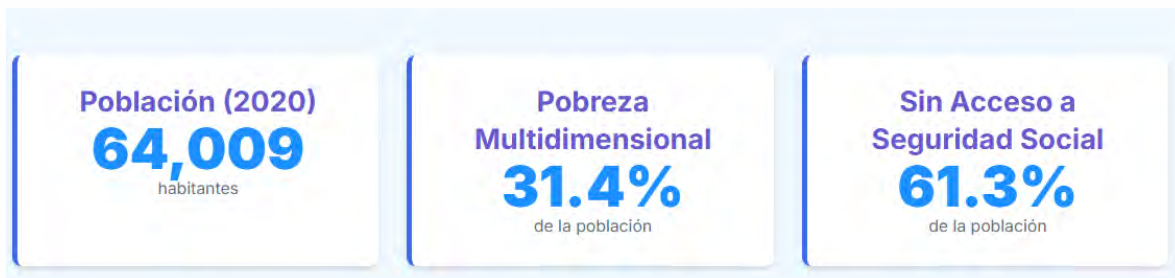 Población (2020)
64,009
habitantes
Pobreza
Multidimensional
31.4%
de la población
Sin Acceso a
Seguridad Social
61.3%
de la población